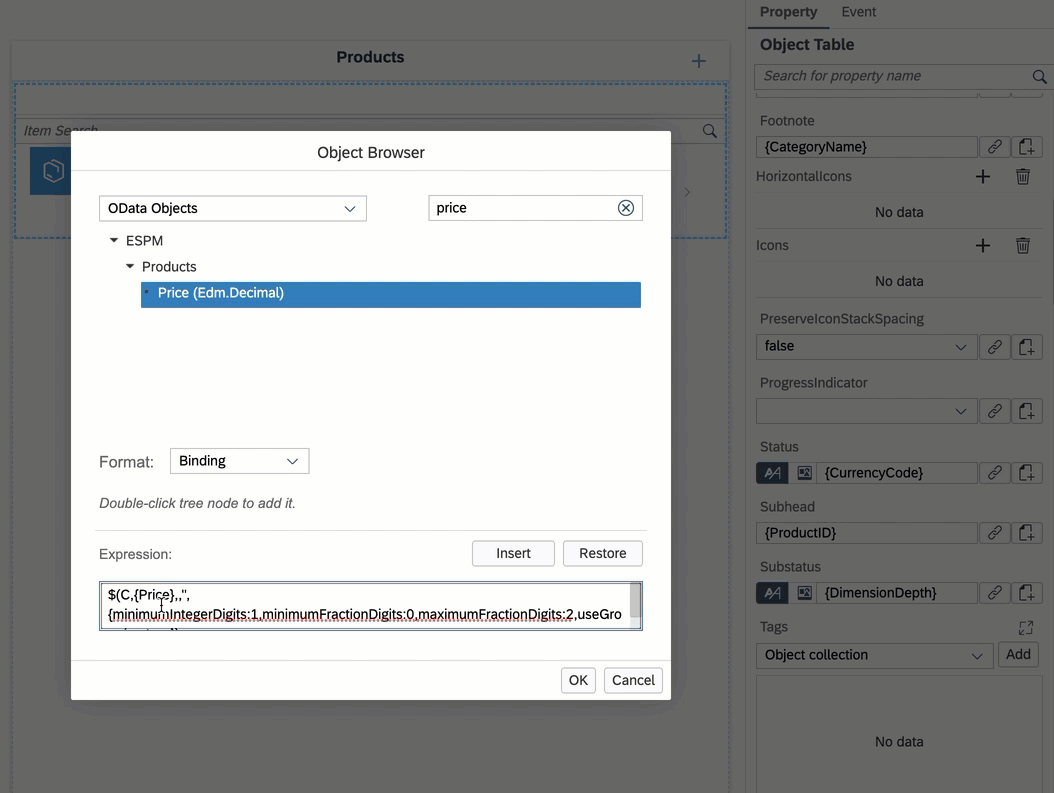 Products
Item Search
Property Event
Object Table
Search for property name
Footnote
{CategoryName}
HorizontalIcons
No data
Icons
No data
PreserveIconStackSpacing
false
ProgressIndicator
Status
{CurrencyCode}
Subhead
{ProductID}
Substatus
{DimensionDepth}
Tags
Object collection Add
No data
Object Browser
OData Objects price
ESPM
Products
Price (Edm.Decimal)
Format: Binding
Double-click tree node to add it.
Expression: Insert Restore
$(C,{Price},,'',
{minimumIntegerDigits:1,minimumFractionDigits:0,maximumFractionDigits:2,useGro
OK Cancel